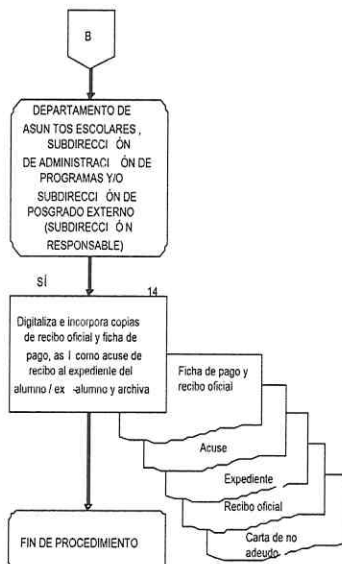 B
DEPARTAMENTO DE
ASUN TOS ESCOLARES ,
SUBDIRECCI ÓN
DE ADMINISTRACI ÓN DE
PROGRAMAS Y/O
SUBDIRECCI ÓN DE
POSGRADO EXTERNO
(SUBDIRECCI Ó N
RESPONSABLE)
SÍ
14
Digitaliza e incorpora copias
de recibo oficial y ficha de
pago, as í como acuse de
recibo al expediente del
alumno / ex -alumno y archiva
Ficha de pago y
recibo oficial
Acuse
Expediente
Recibo oficial
Carta de no
adeudo
FIN DE PROCEDIMIENTO